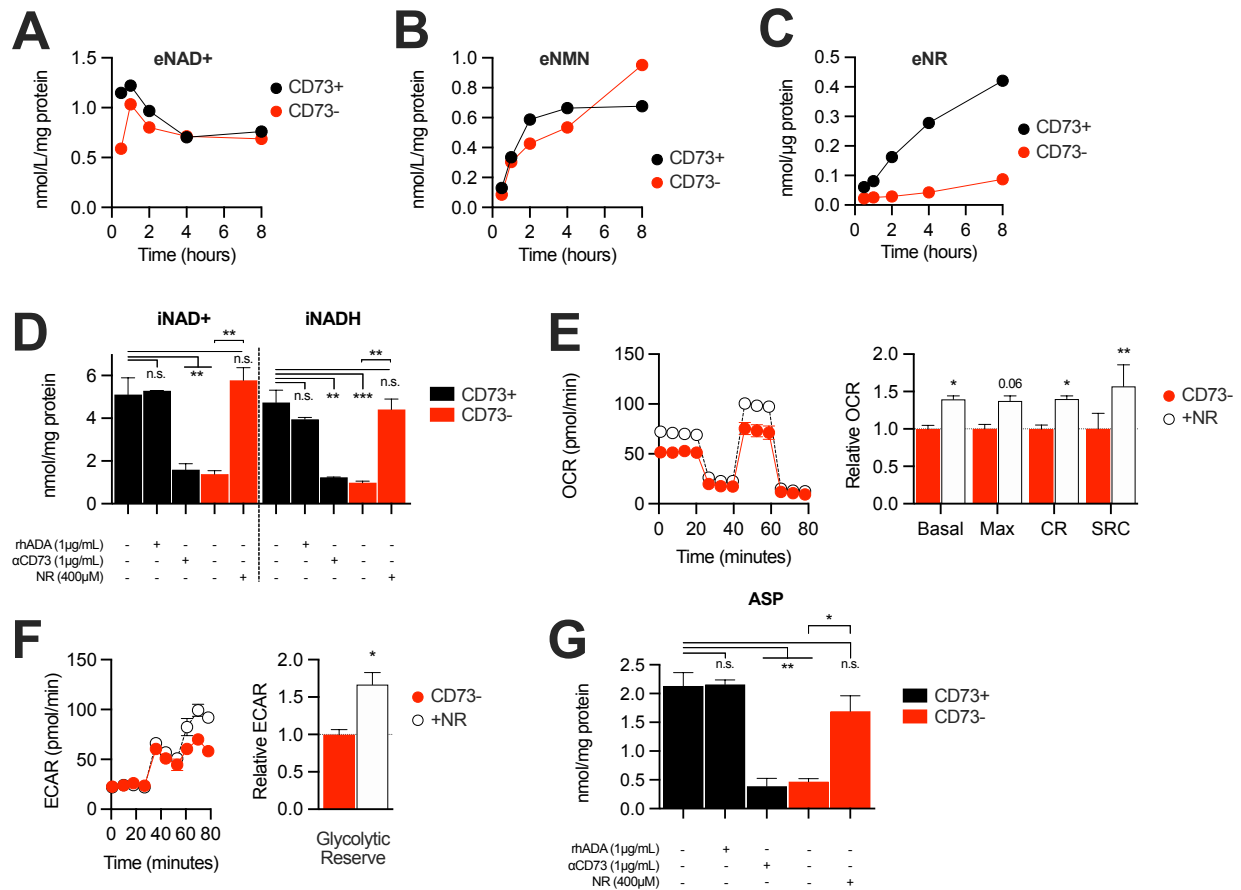 A
eNAD+
nmol/L/mg protein
1.5
1.0
0.5
0.0
0 2 4 6 8
Time (hours)
CD73+
CD73-
B
eNMN
nmol/L/mg protein
1.0
0.8
0.6
0.4
0.2
0.0
0 2 4 6 8
Time (hours)
CD73+
CD73-
C
eNR
nmol/µg protein
0.5
0.4
0.3
0.2
0.1
0.0
0 2 4 6 8
Time (hours)
CD73+
CD73-
D
iNAD+ iNADH
nmol/mg protein
6
4
2
0
** **
n.s. n.s.
n.s. ** n.s. ** ***
CD73+
CD73-
rhADA (1µg/mL) - + - - - - + - - -
αCD73 (1µg/mL) - - + - - - - + - -
NR (400µM) - - - - + - - - - +
E
OCR (pmol/min)
150
100
50
0
0 20 40 60 80
Time (minutes)
Relative OCR
2.0
1.5
1.0
0.5
0.0
* 0.06 * **
Basal Max CR SRC
CD73-
+NR
F
ECAR (pmol/min)
150
100
50
0
0 20 40 60 80
Time (minutes)
Relative ECAR
2.0
1.5
1.0
0.5
0.0
*
Glycolytic
Reserve
CD73-
+NR
G
ASP
nmol/mg protein
2.5
2.0
1.5
1.0
0.5
0.0
*
n.s. ** n.s.
CD73+
CD73-
rhADA (1µg/mL) - + - - -
αCD73 (1µg/mL) - - + - -
NR (400µM) - - - - +